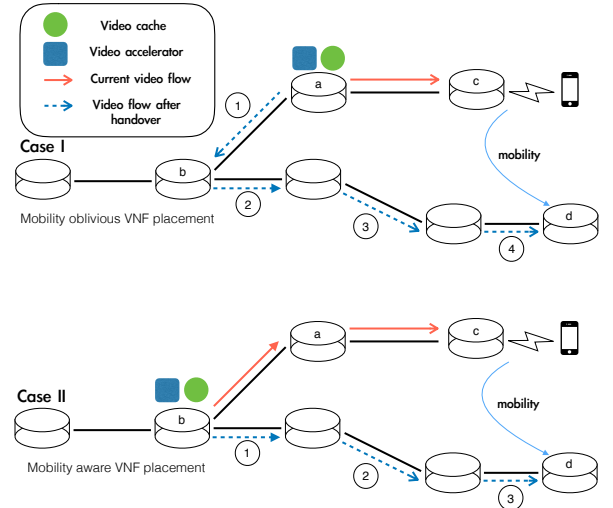 Video cache
Video accelerator
Current video flow
Video flow after
handover
a
c
1
Case I
mobility
b
2
Mobility oblivious VNF placement
3
d
4
a
c
Case II
mobility
b
1
Mobility aware VNF placement
2
d
3